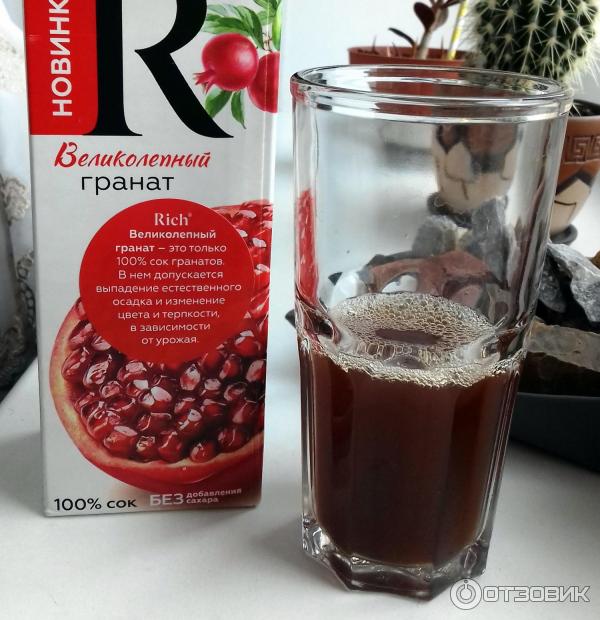 НОВИНК
R
Великолепный
гранат
Rich®
Великолепный
гранат – это только
100% сок гранатов.
В нем допускается
выпадение естественного
осадка и изменение
цвета и терпкости,
в зависимости
от урожая.
100% сок БЕЗ добавления
сахара
ОТЗОВИК